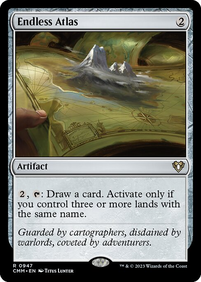 Endless Atlas 2
Artifact
2, T: Draw a card. Activate only if
you control three or more lands with
the same name.
Guarded by cartographers, disdained by
warlords, coveted by adventurers.
R 0947
CMM • EN TITUS LUNTER
™ & © 2023 Wizards of the Coast